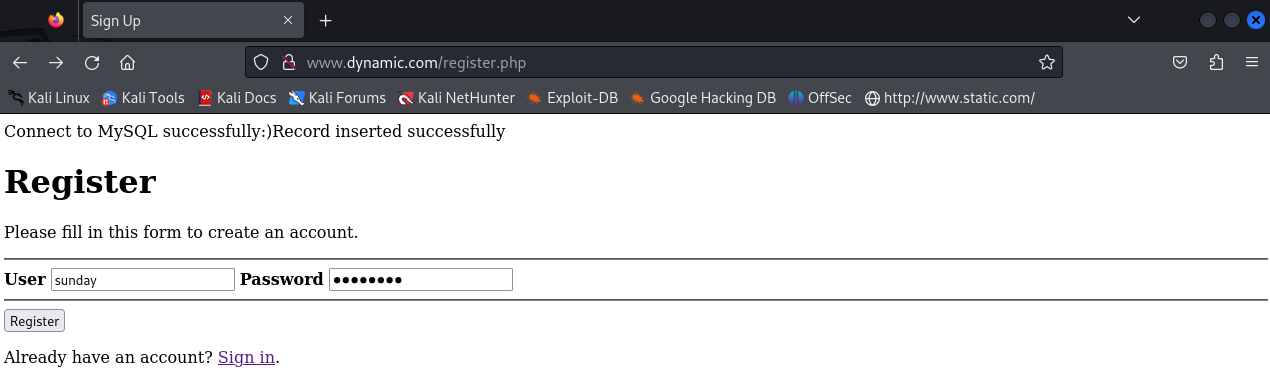 Sign Up
www.dynamic.com/register.php
Kali Linux Kali Tools Kali Docs Kali Forums Kali NetHunter Exploit-DB Google Hacking DB OffSec http://www.static.com/
Connect to MySQL successfully:)Record inserted successfully
Register
Please fill in this form to create an account.
User sunday Password ••••••••
Register
Already have an account? Sign in.